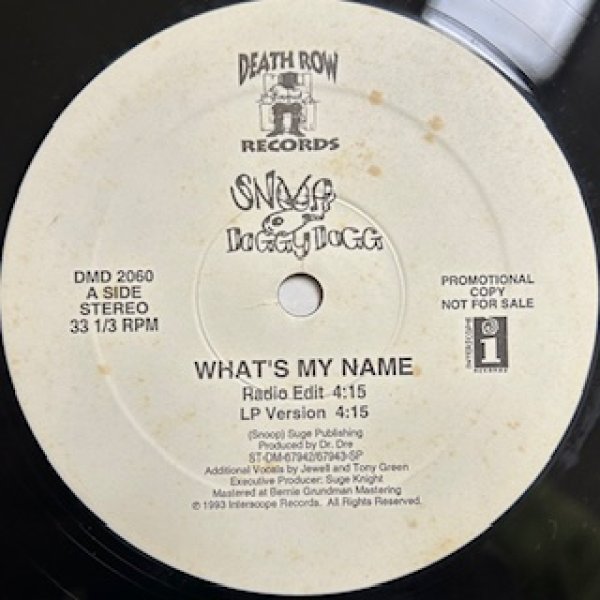 DEATH ROW
RECORDS
SNOOP
DOGGY DOGG
DMD 2060
A SIDE
STEREO
33 1/3 RPM
PROMOTIONAL
COPY
NOT FOR SALE
INTERSCOPE
i
RECORDS
WHAT'S MY NAME
Radio Edit 4:15
LP Version 4:15
(Snoop) Suge Publishing
Produced by Dr. Dre
ST-DM-67942/67943-SP
Additional Vocals by Jewell and Tony Green
Executive Producer: Suge Knight
Mastered at Bernie Grundman Mastering
℗ 1993 Interscope Records. All Rights Reserved.